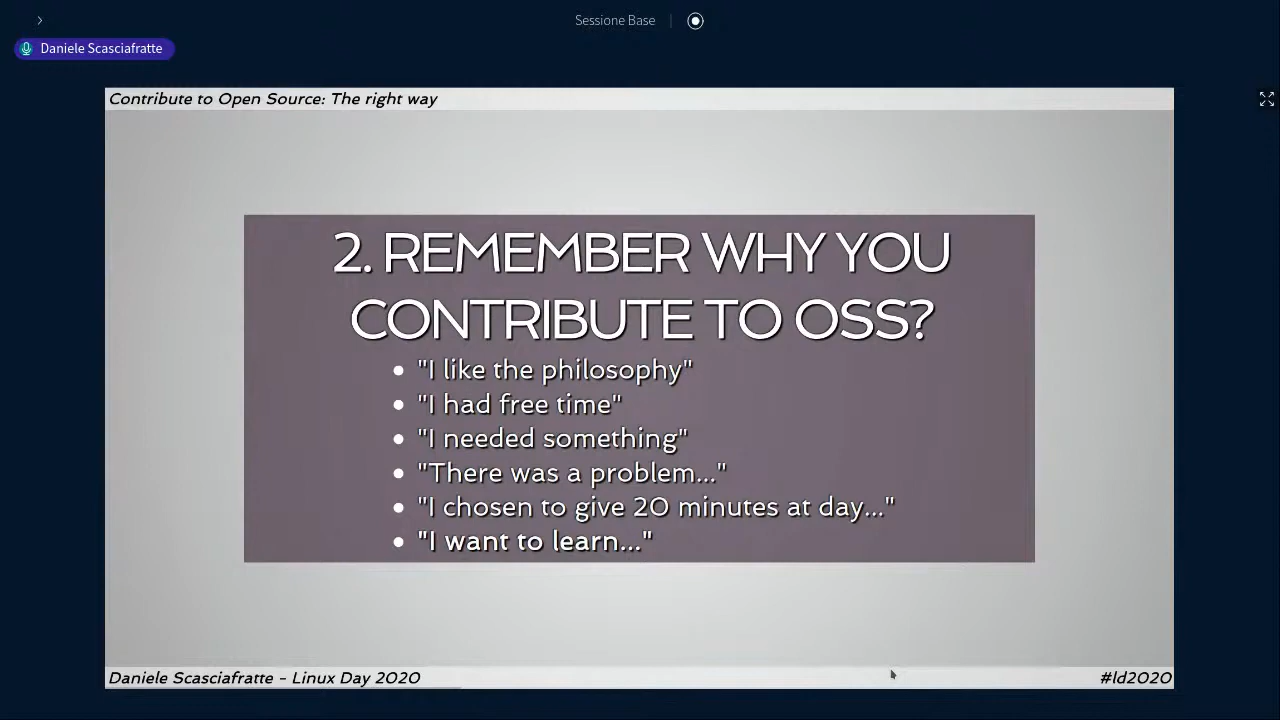 Sessione Base
Daniele Scasciafratte
Contribute to Open Source: The right way
2. REMEMBER WHY YOU
CONTRIBUTE TO OSS?
"I like the philosophy"
"I had free time"
"I needed something"
"There was a problem..."
"I chosen to give 20 minutes at day..."
"I want to learn..."
Daniele Scasciafratte - Linux Day 2020
#ld2020